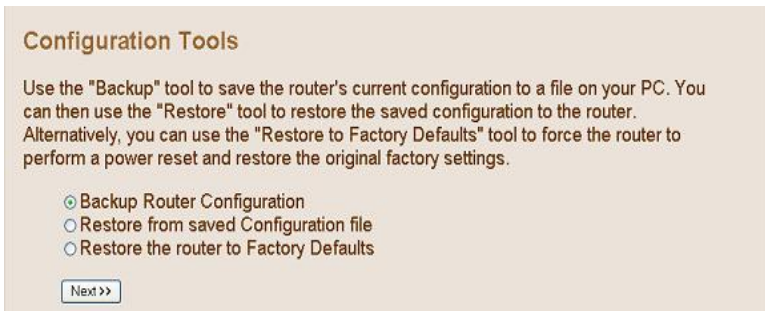 Configuration Tools
Use the "Backup" tool to save the router's current configuration to a file on your PC. You
can then use the "Restore" tool to restore the saved configuration to the router.
Alternatively, you can use the "Restore to Factory Defaults" tool to force the router to
perform a power reset and restore the original factory settings.
Backup Router Configuration
Restore from saved Configuration file
Restore the router to Factory Defaults
Next >>